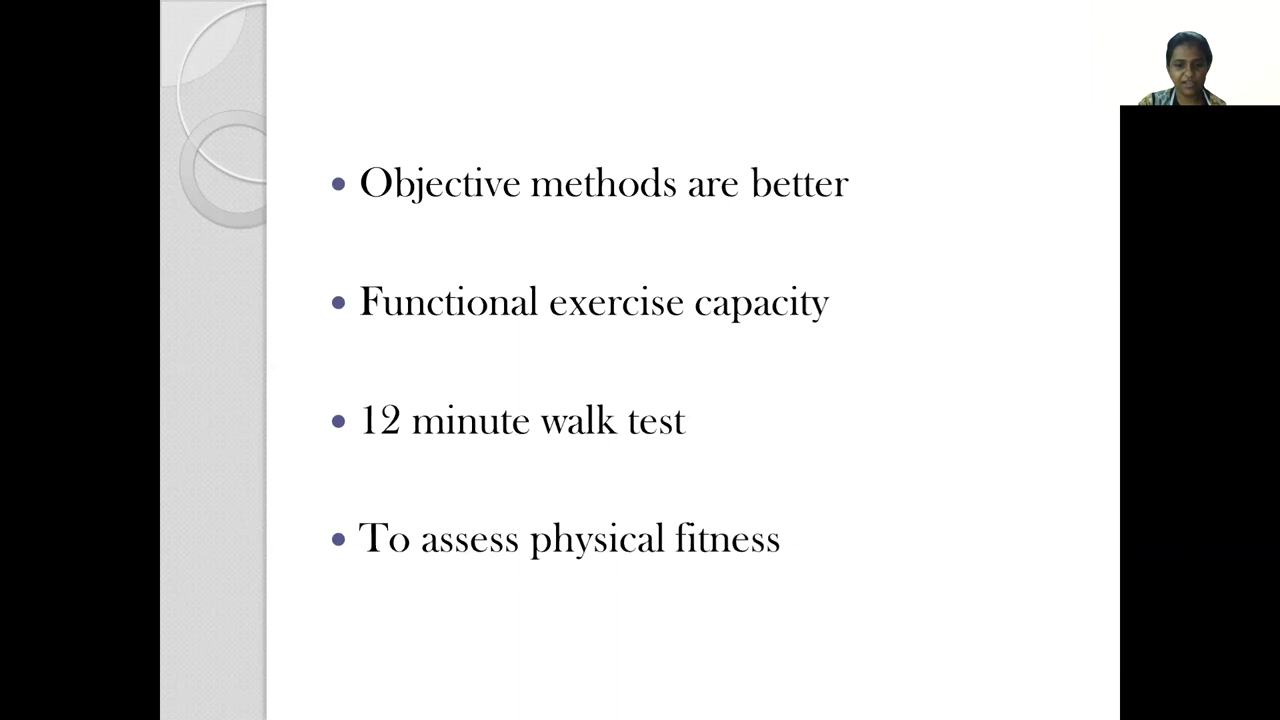 Objective methods are better
Functional exercise capacity
12 minute walk test
To assess physical fitness